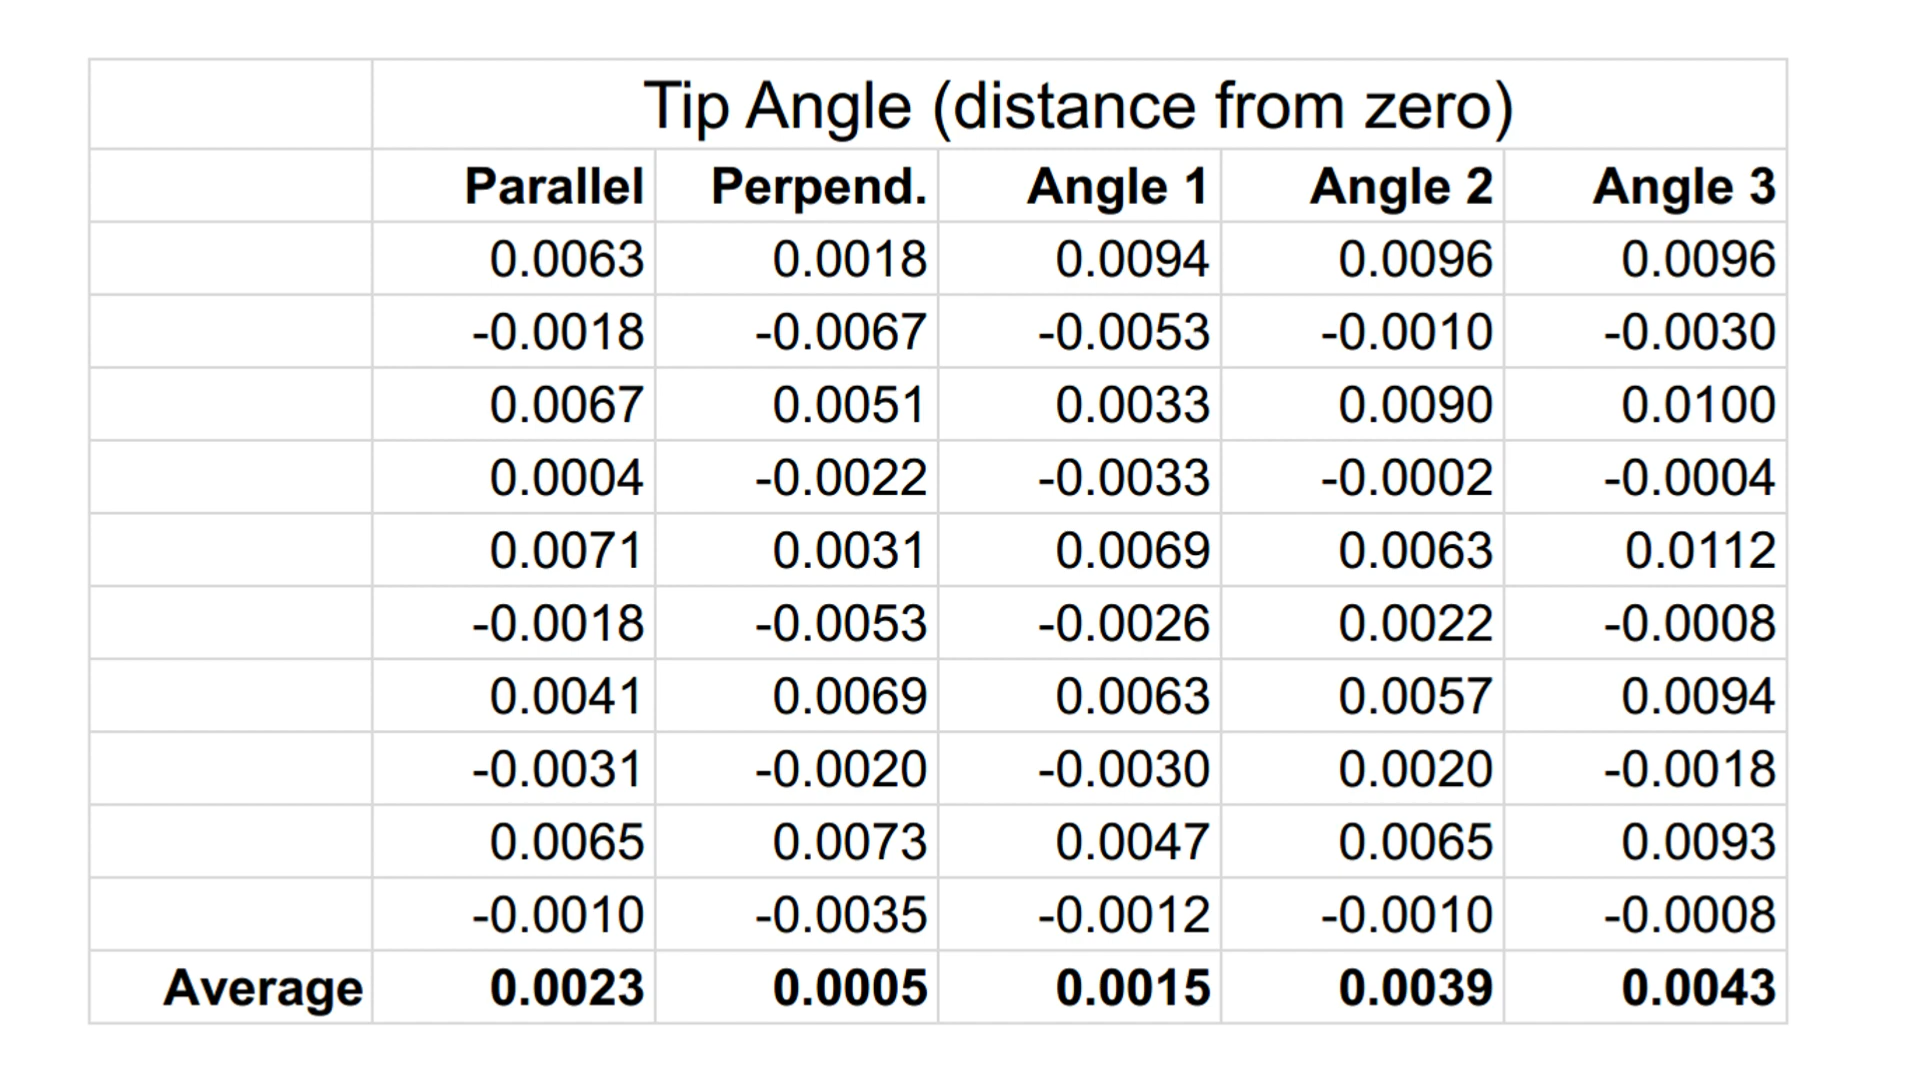 Tip Angle (distance from zero)
Parallel Perpend. Angle 1 Angle 2 Angle 3
0.0063 0.0018 0.0094 0.0096 0.0096
-0.0018 -0.0067 -0.0053 -0.0010 -0.0030
0.0067 0.0051 0.0033 0.0090 0.0100
0.0004 -0.0022 -0.0033 -0.0002 -0.0004
0.0071 0.0031 0.0069 0.0063 0.0112
-0.0018 -0.0053 -0.0026 0.0022 -0.0008
0.0041 0.0069 0.0063 0.0057 0.0094
-0.0031 -0.0020 -0.0030 0.0020 -0.0018
0.0065 0.0073 0.0047 0.0065 0.0093
-0.0010 -0.0035 -0.0012 -0.0010 -0.0008
Average 0.0023 0.0005 0.0015 0.0039 0.0043